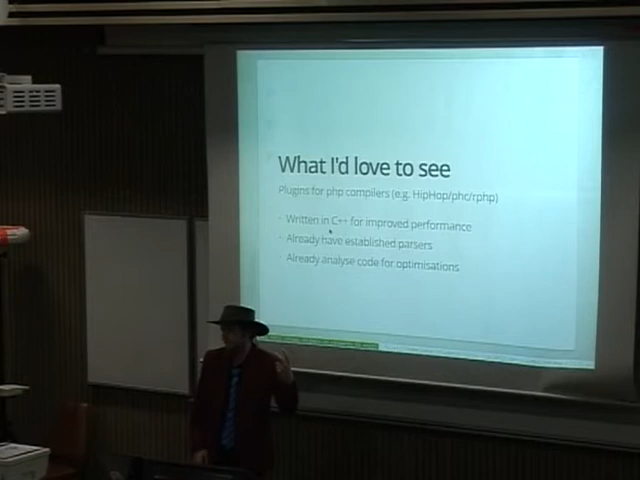 What I'd love to see
Plugins for php compilers (e.g. HipHop/phc/rphp)
- Written in C++ for improved performance
- Already have established parsers
Already analyse code for optimisations